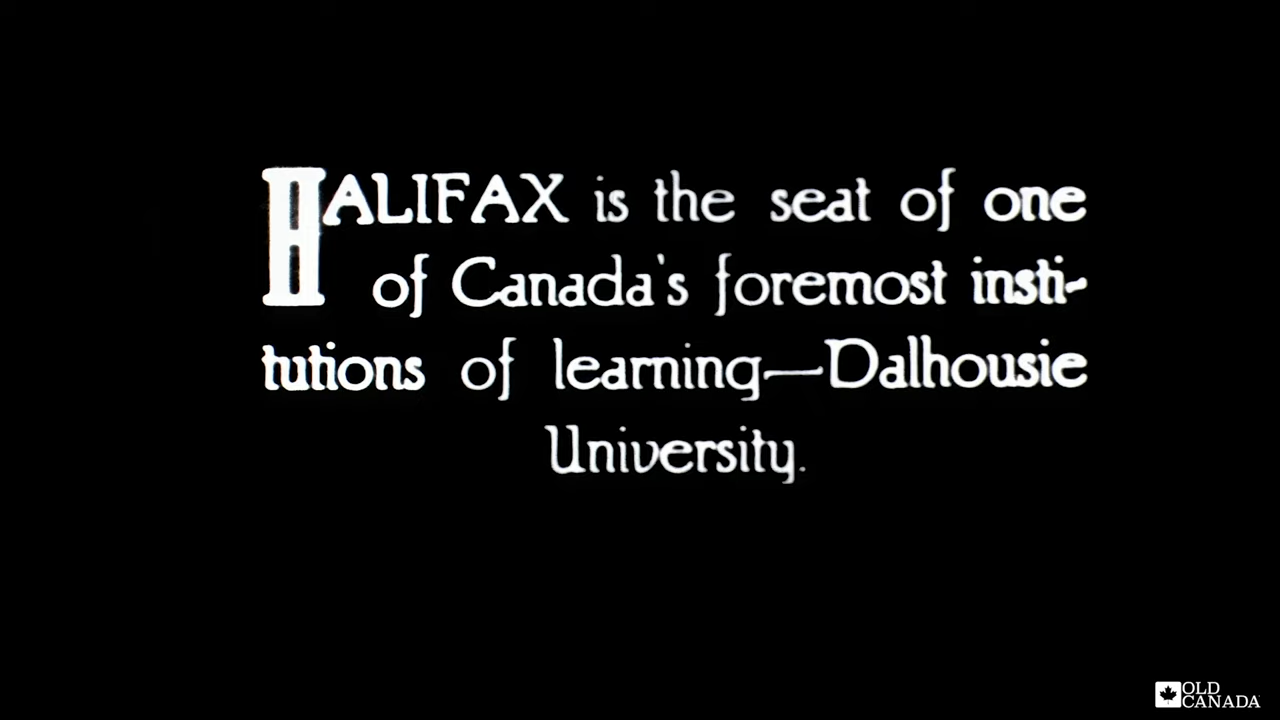 HALIFAX is the seat of one
of Canada's foremost insti-
tutions of learning—Dalhousie
University.
OLD
CANADA